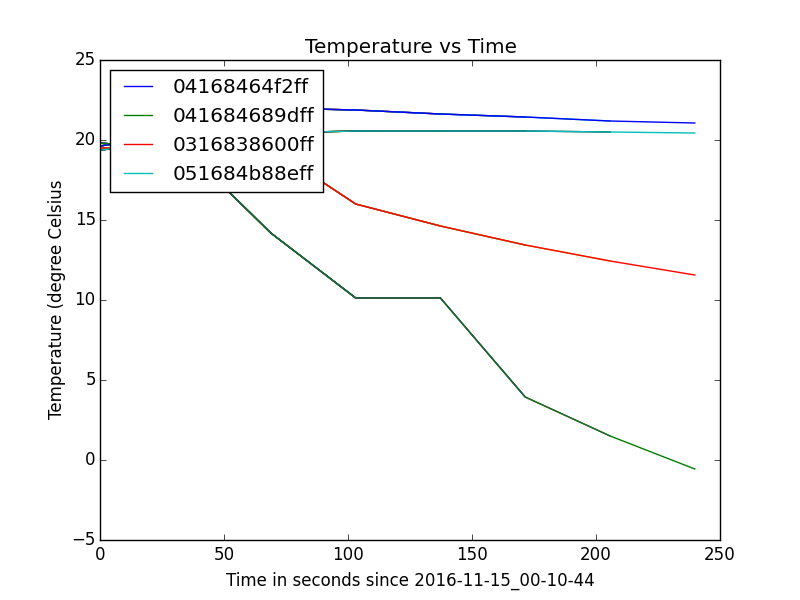 Temperature vs Time
25
20
15
10
5
0
−5
Temperature (degree Celsius
04168464f2ff
041684689dff
0316838600ff
051684b88eff
0 50 100 150 200 250
Time in seconds since 2016-11-15_00-10-44